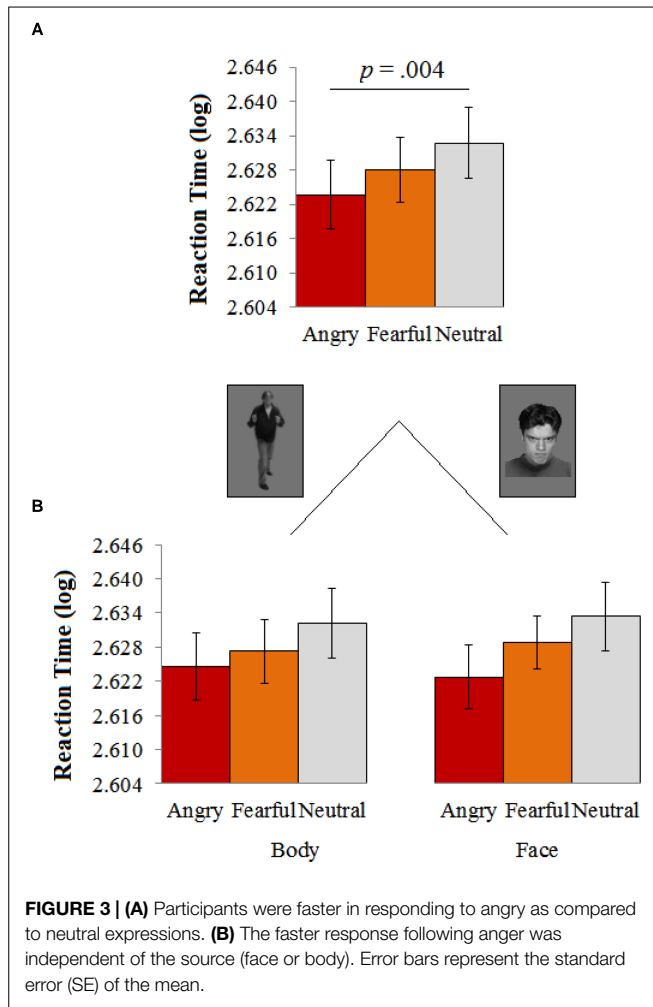 A
2.646
2.640
2.634
2.628
2.622
2.616
2.610
2.604
Reaction Time (log)
p = .004
Angry Fearful Neutral
B
2.646
2.640
2.634
2.628
2.622
2.616
2.610
2.604
Reaction Time (log)
Angry Fearful Neutral
Angry Fearful Neutral
Body
Face
FIGURE 3 | (A) Participants were faster in responding to angry as compared
to neutral expressions. (B) The faster response following anger was
independent of the source (face or body). Error bars represent the standard
error (SE) of the mean.